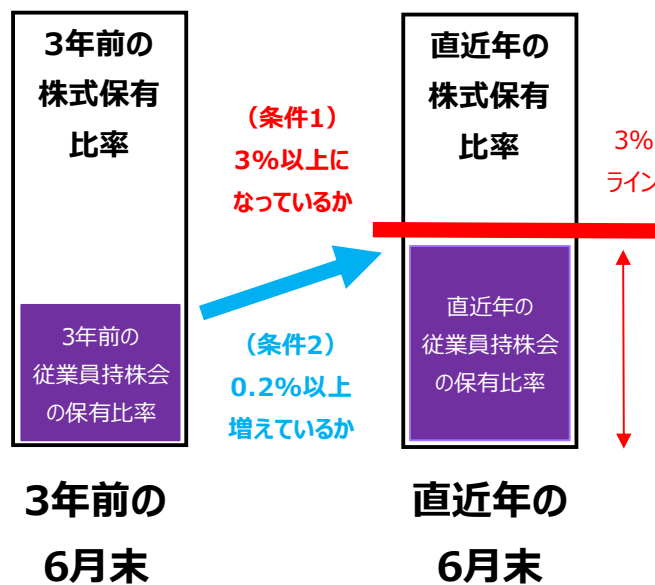 3年前の
株式保有
比率
3年前の
従業員持株会
の保有比率
3年前の
6月末
（条件1）
3%以上に
なっているか
（条件2）
0.2%以上
増えているか
直近年の
株式保有
比率
直近年の
従業員持株会
の保有比率
直近年の
6月末
3%
ライン